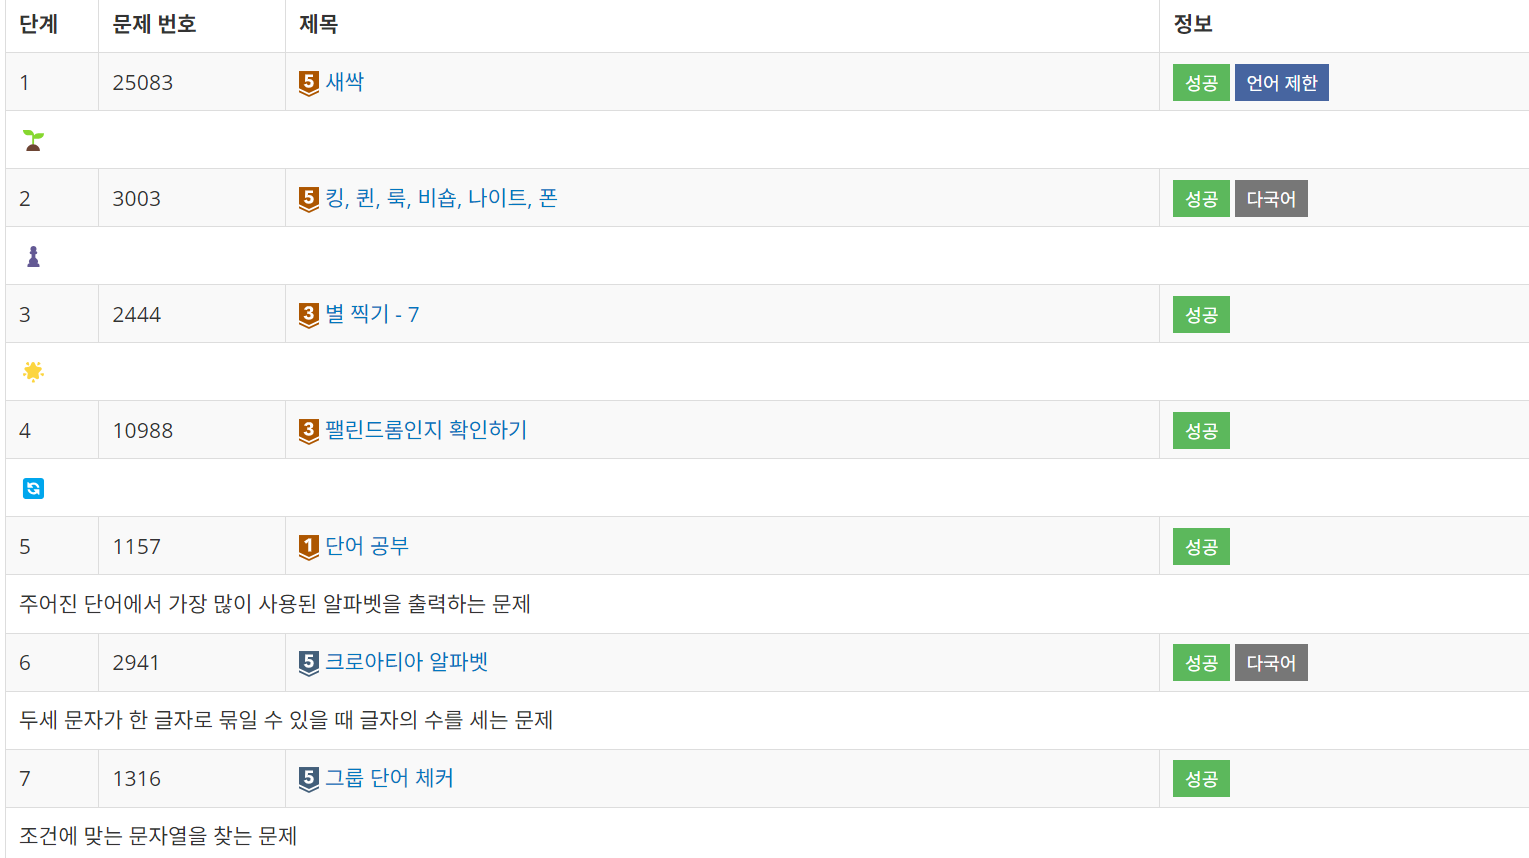 단계 문제 번호 제목 정보
1 25083 5 새싹 성공 언어 제한
2 3003 5 킹, 퀸, 룩, 비숍, 나이트, 폰 성공 다국어
3 2444 3 별 찍기 - 7 성공
4 10988 3 팰린드롬인지 확인하기 성공
5 1157 1 단어 공부 성공
주어진 단어에서 가장 많이 사용된 알파벳을 출력하는 문제
6 2941 5 크로아티아 알파벳 성공 다국어
두세 문자가 한 글자로 묶일 수 있을 때 글자의 수를 세는 문제
7 1316 5 그룹 단어 체커 성공
조건에 맞는 문자열을 찾는 문제